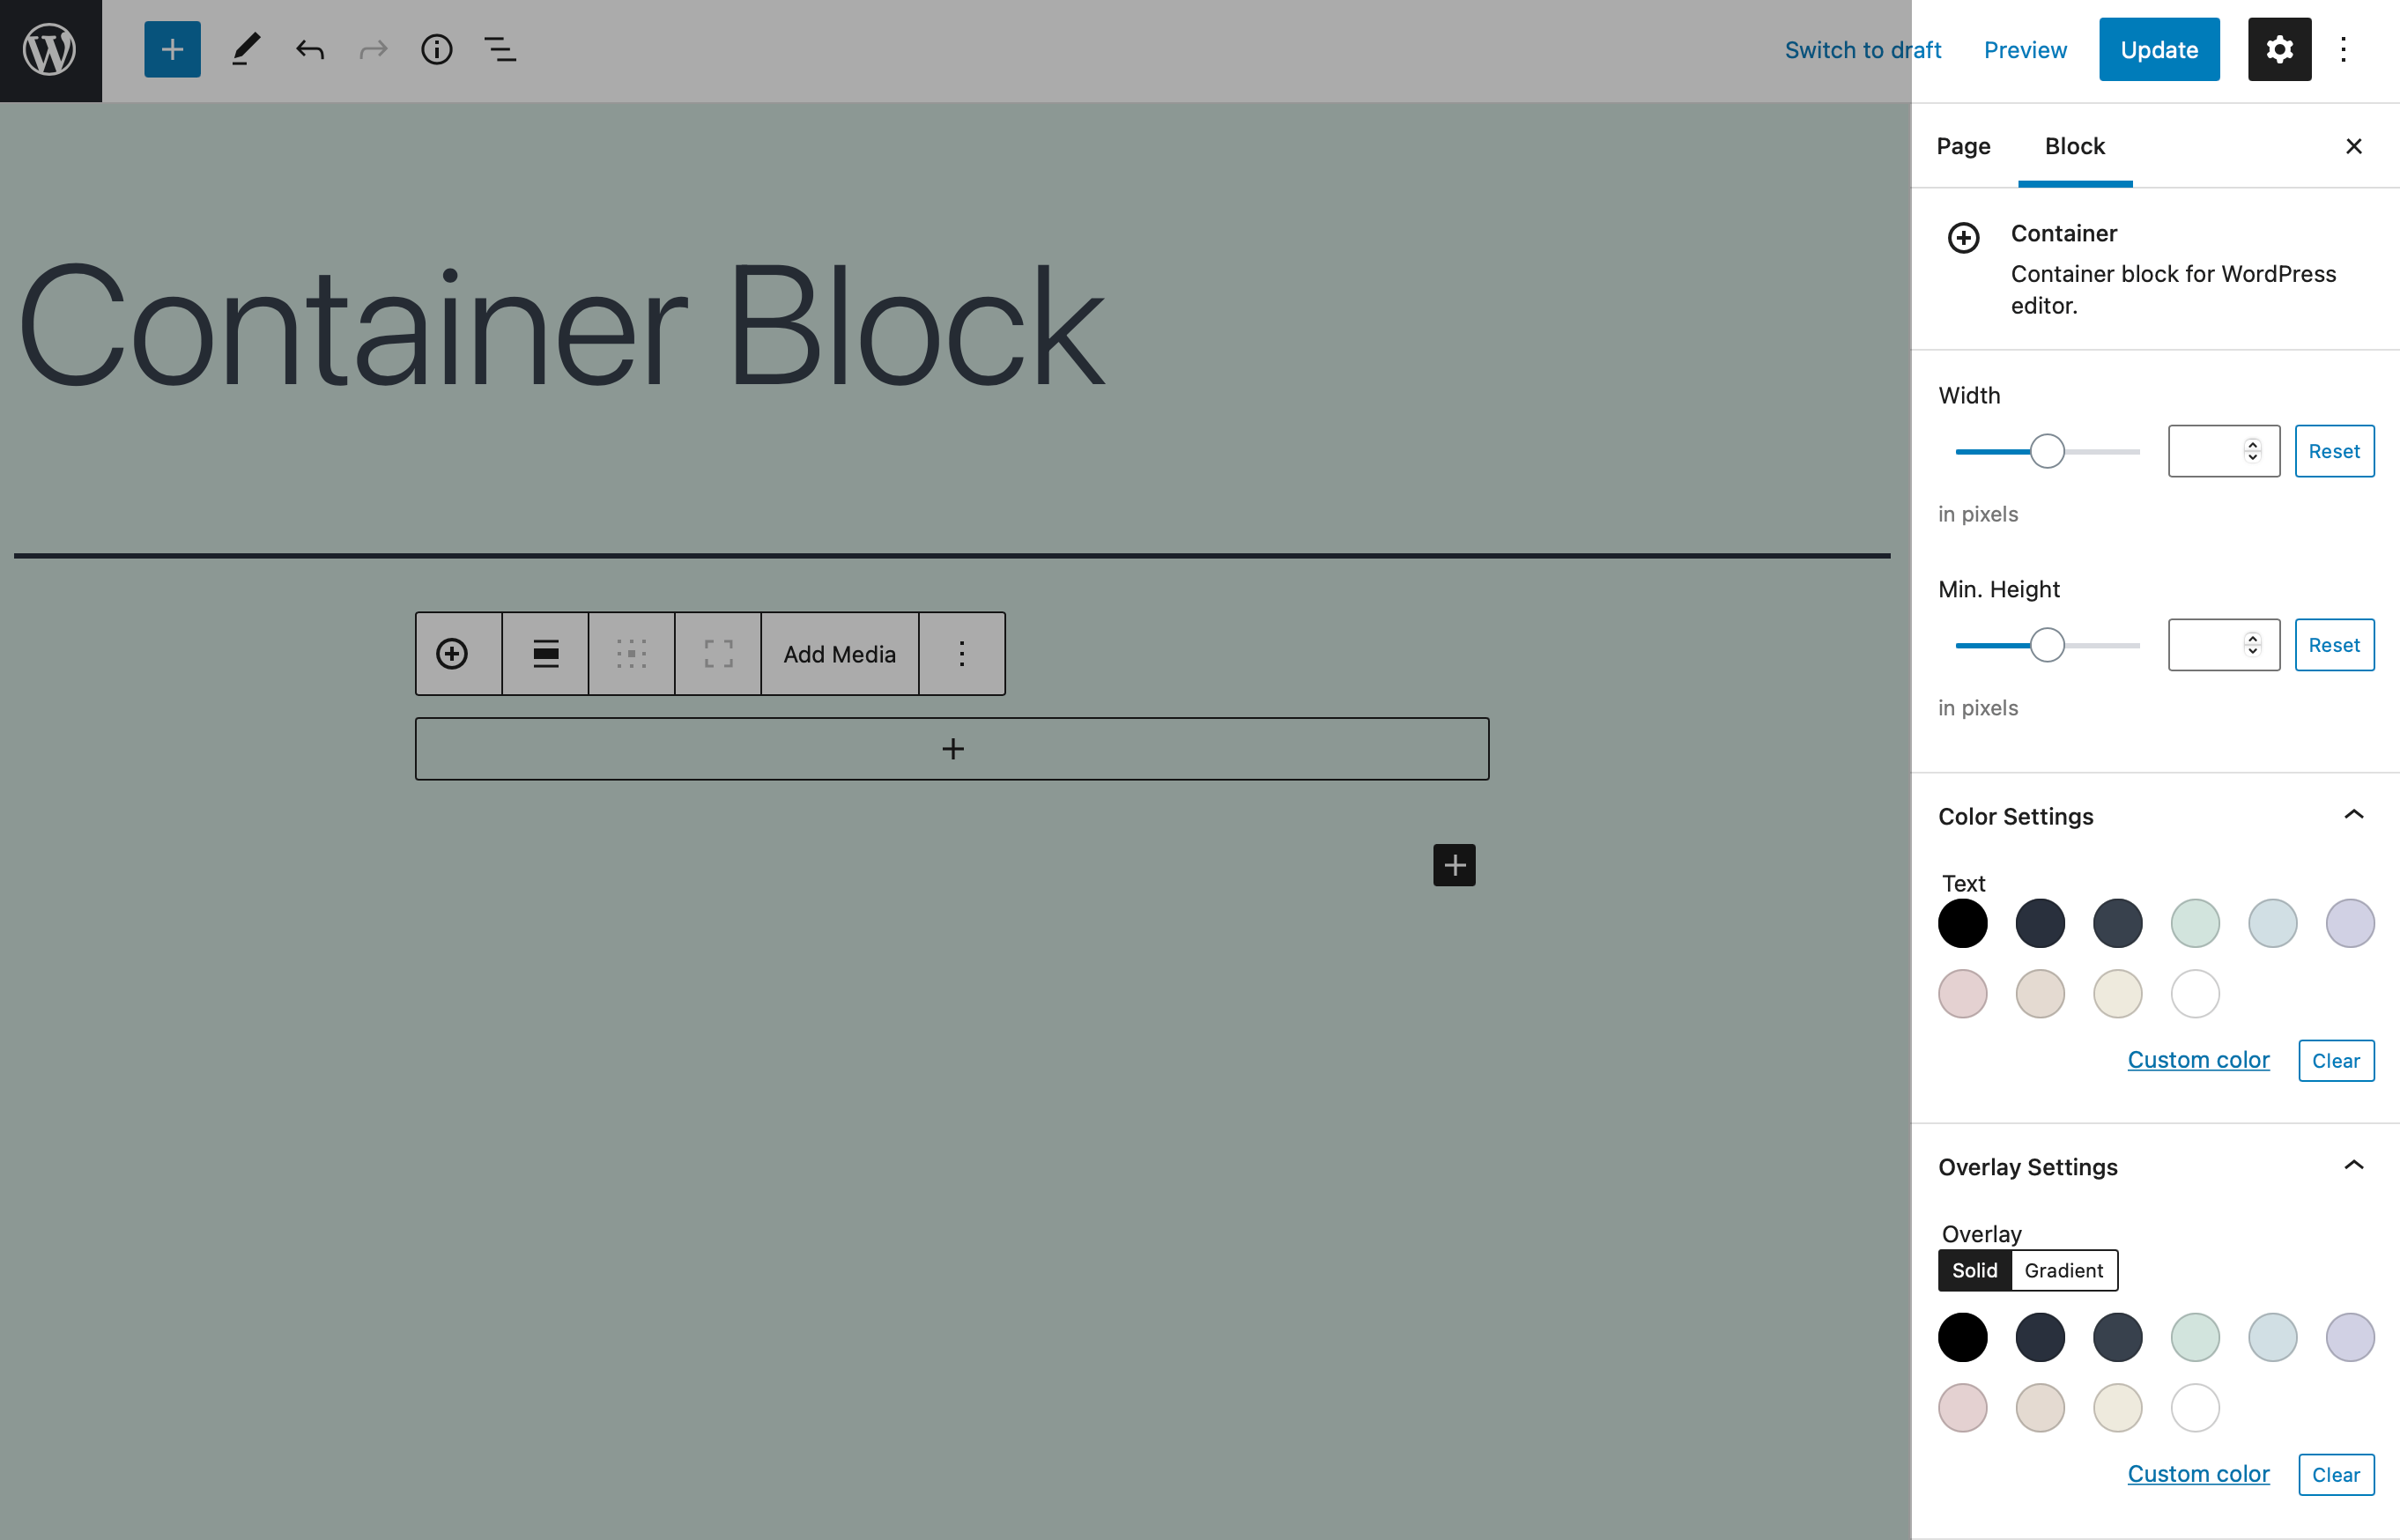 Switch to draft Preview Update
Page Block
Container
Container block for WordPress
editor.
Container Block
Width
Reset
in pixels
Min. Height
Reset
in pixels
Add Media
Color Settings
Text
Custom color Clear
Overlay Settings
Overlay
Solid Gradient
Custom color Clear